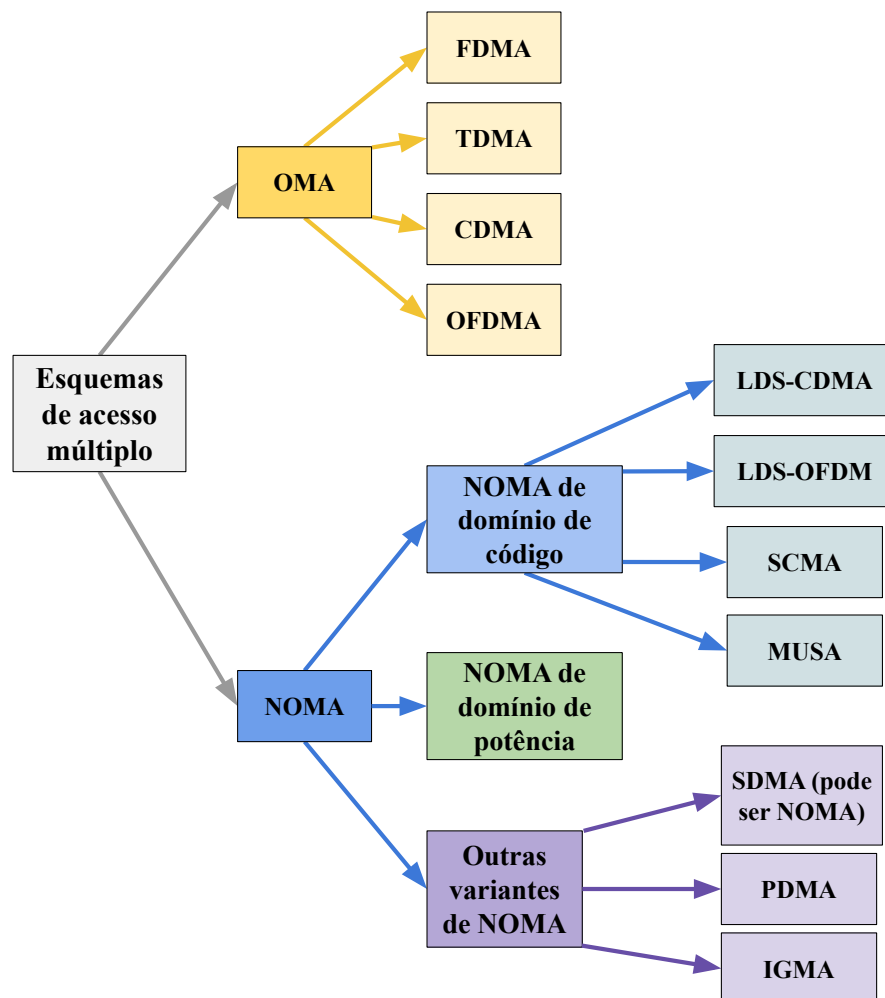 FDMA
TDMA
OMA
CDMA
OFDMA
Esquemas
de acesso
múltiplo
LDS-CDMA
LDS-OFDM
NOMA de
domínio de
código
SCMA
MUSA
NOMA
NOMA de
domínio de
potência
SDMA (pode
ser NOMA)
Outras
variantes
de NOMA
PDMA
IGMA